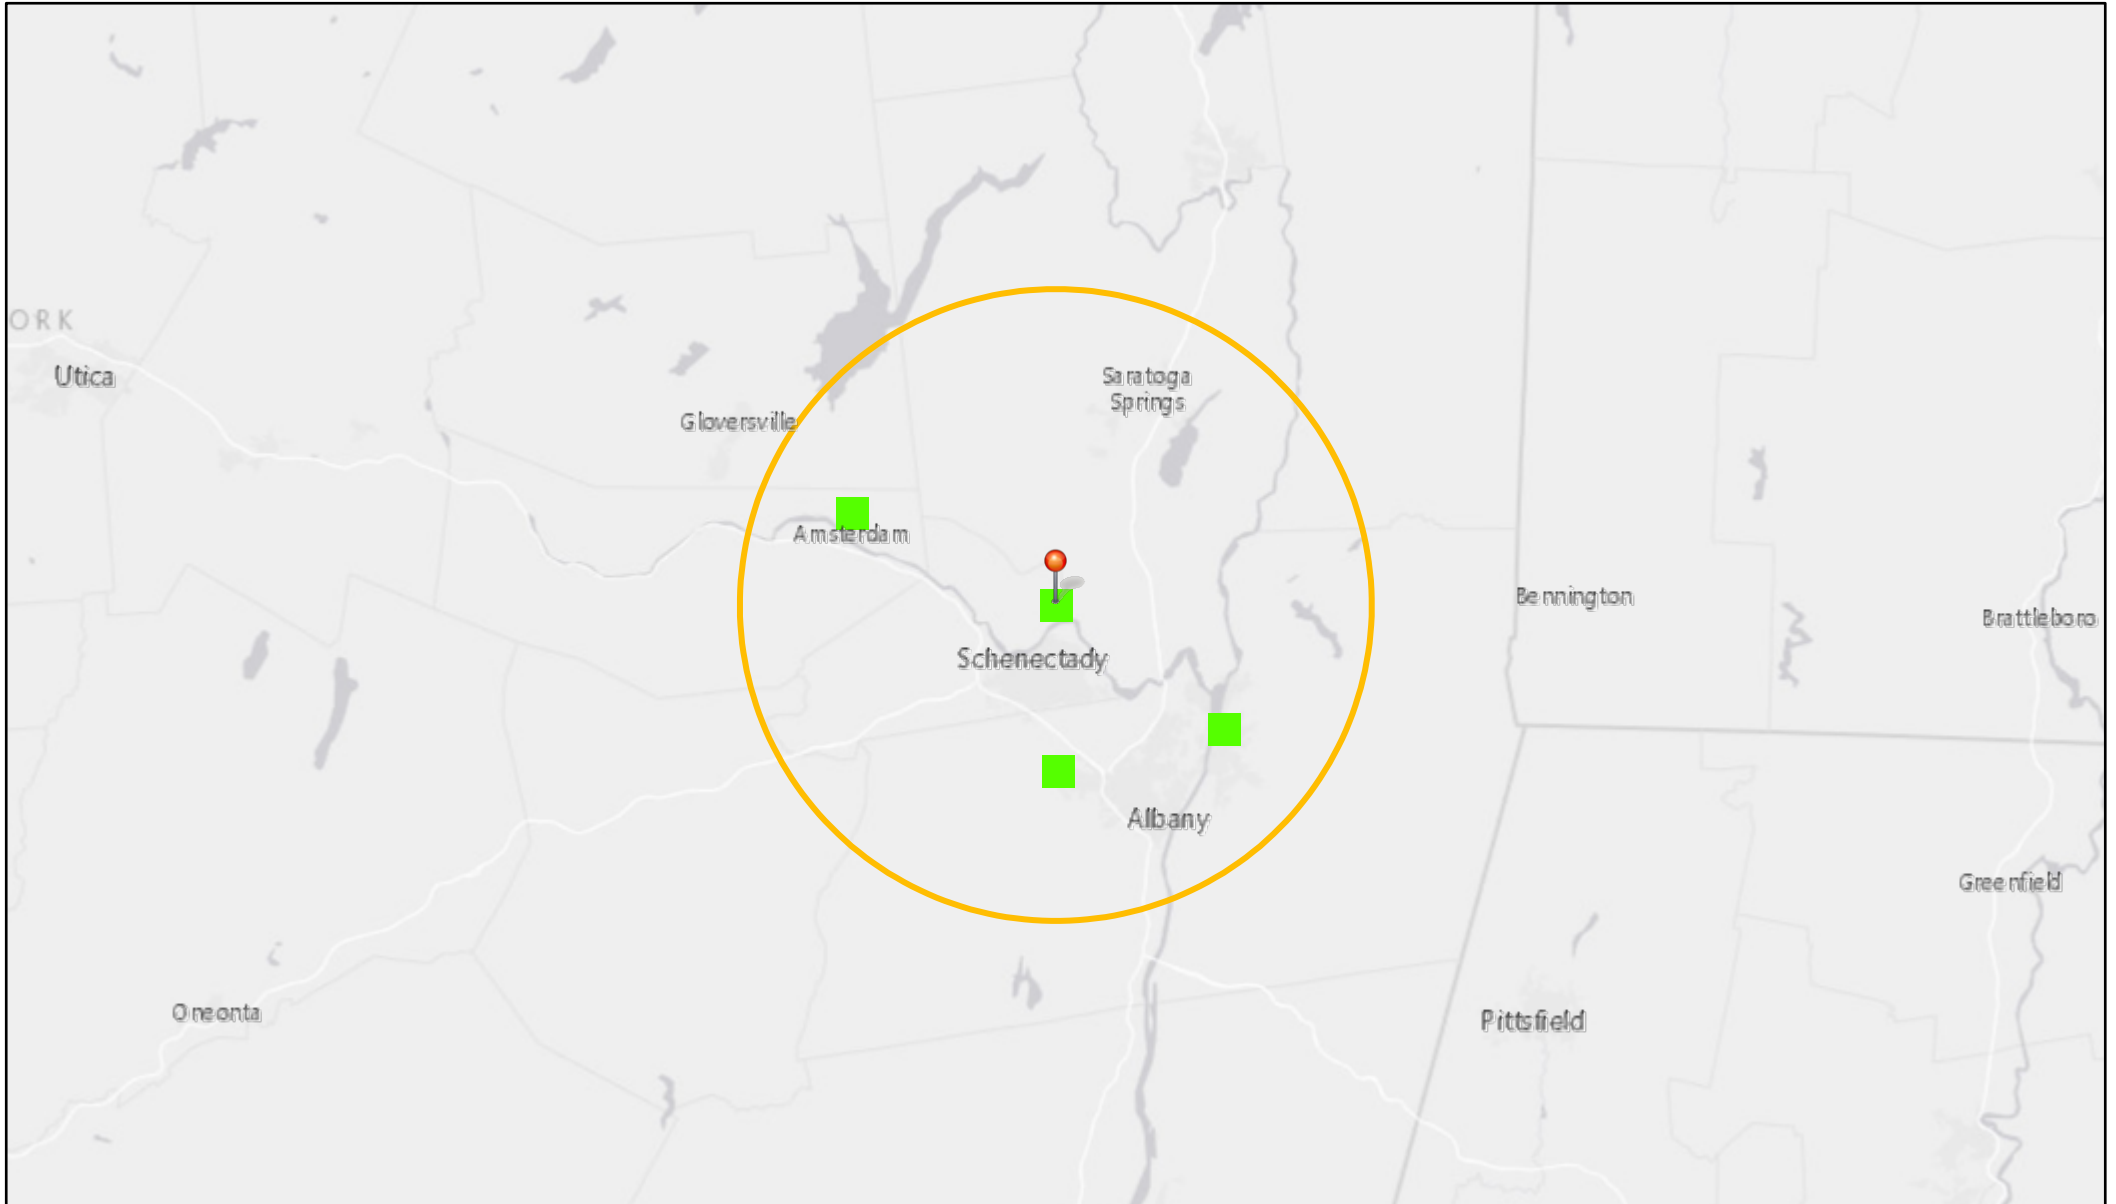 ORK
Utica
Saratoga
Springs
Gloversville
Amsterdam
Bennington
Brattleboro
Schenectady
Albany
Greenfield
Oneonta
Pittsfield